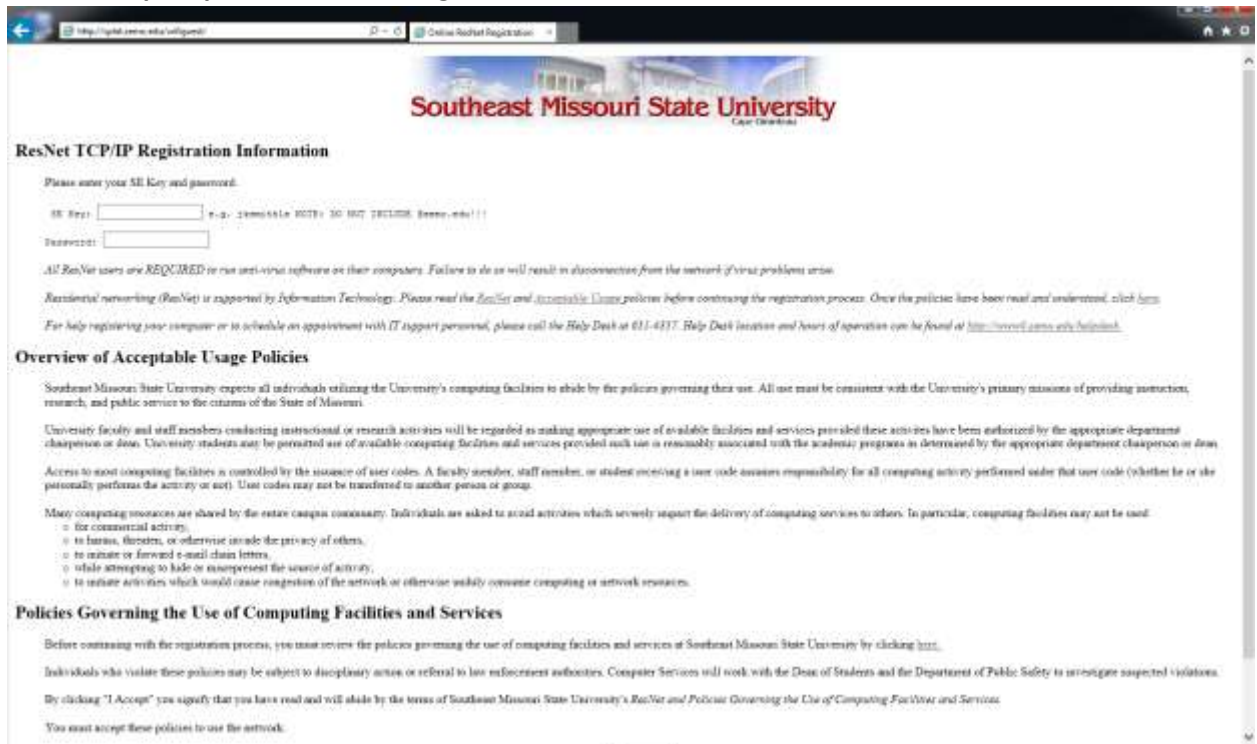 Online ResNet Registration
Southeast Missouri State University
Cape Girardeau
ResNet TCP/IP Registration Information
Please enter your SE Key and password.
SE Key: e.g. NOTE: DO NOT INCLUDE @semo.edu!!!
Password:
All ResNet users are REQUIRED to run anti-virus software on their computers. Failure to do so will result in disconnection from the network if virus problems arise.
Residential networking (ResNet) is supported by Information Technology. Please read the ResNet and Acceptable Usage policies before continuing the registration process. Once the policies have been read and understood, click here.
For help registering your computer or to schedule an appointment with IT support personnel, please call the Help Desk at 651-4357. Help Desk location and hours of operation can be found at
Overview of Acceptable Usage Policies
Southeast Missouri State University expects all individuals utilizing the University's computing facilities to abide by the policies governing their use. All use must be consistent with the University's primary missions of providing instruction,
research, and public service to the citizens of the State of Missouri.
University faculty and staff members conducting instructional or research activities will be regarded as making appropriate use of available facilities and services provided these activities have been authorized by the appropriate department
chairperson or dean. University students may be permitted use of available computing facilities and services provided such use is reasonably associated with the academic programs as determined by the appropriate department chairperson or dean.
Access to most computing facilities is controlled by the issuance of user codes. A faculty member, staff member, or student receiving a user code assumes responsibility for all computing activity performed under that user code (whether he or she
personally performs the activity or not). User codes may not be transferred to another person or group.
Many computing resources are shared by the entire campus community. Individuals are asked to avoid activities which severely impact the delivery of computing services to others. In particular, computing facilities may not be used:
for commercial activity,
to harass, threaten, or otherwise invade the privacy of others,
to initiate or forward e-mail chain letters,
while attempting to hide or misrepresent the source of activity,
to initiate activities which would cause congestion of the network or otherwise unduly consume computing or network resources.
Policies Governing the Use of Computing Facilities and Services
Before continuing with the registration process, you must review the policies governing the use of computing facilities and services at Southeast Missouri State University by clicking here.
Individuals who violate these policies may be subject to disciplinary action or referral to law enforcement authorities. Computer Services will work with the Dean of Students and the Department of Public Safety to investigate suspected violations.
By clicking "I Accept" you signify that you have read and will abide by the terms of Southeast Missouri State University's ResNet and Policies Governing the Use of Computing Facilities and Services.
You must accept these policies to use the network.